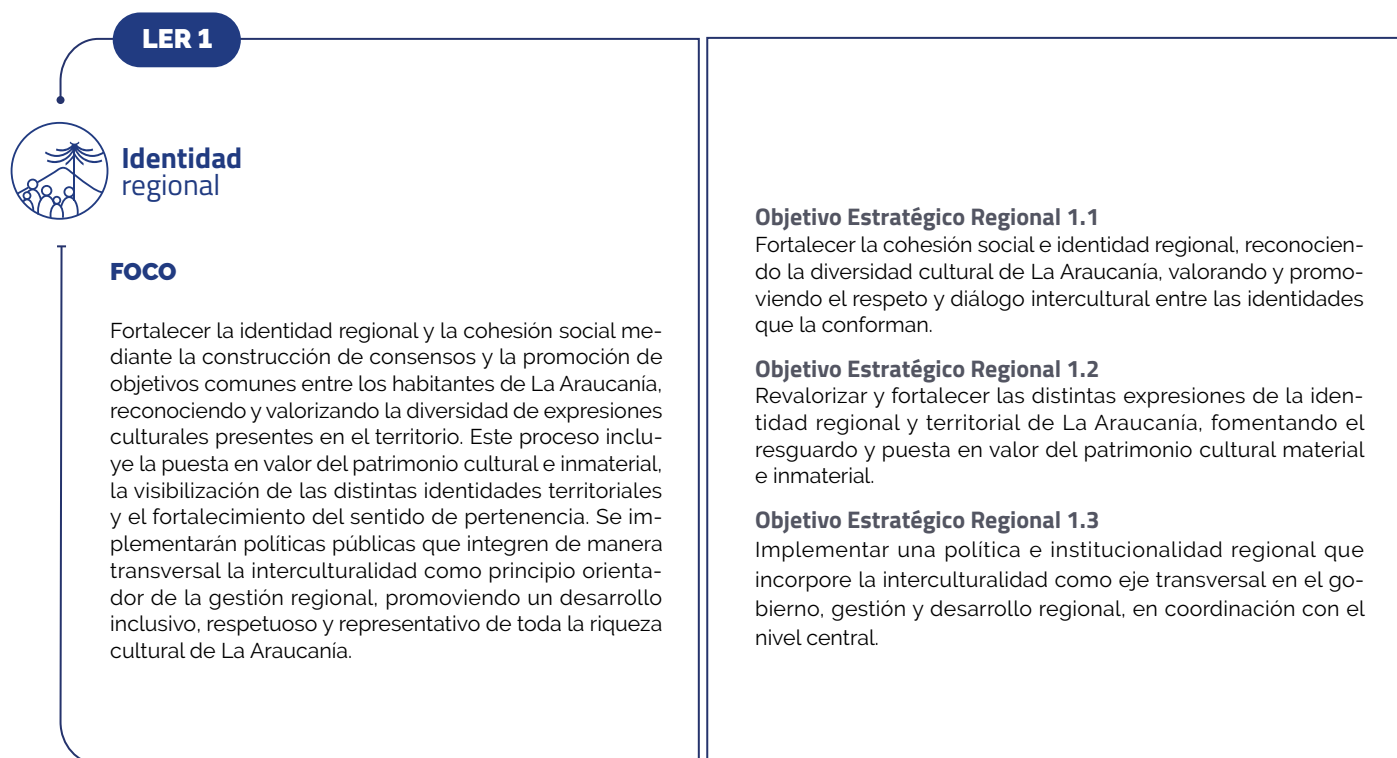 LER 1
Identidad
regional
FOCO
Fortalecer la identidad regional y la cohesión social me-
diante la construcción de consensos y la promoción de
objetivos comunes entre los habitantes de La Araucanía,
reconociendo y valorizando la diversidad de expresiones
culturales presentes en el territorio. Este proceso inclu-
ye la puesta en valor del patrimonio cultural e inmaterial,
la visibilización de las distintas identidades territoriales
y el fortalecimiento del sentido de pertenencia. Se im-
plementarán políticas públicas que integren de manera
transversal la interculturalidad como principio orienta-
dor de la gestión regional, promoviendo un desarrollo
inclusivo, respetuoso y representativo de toda la riqueza
cultural de La Araucanía.
Objetivo Estratégico Regional 1.1
Fortalecer la cohesión social e identidad regional, reconocien-
do la diversidad cultural de La Araucanía, valorando y promo-
viendo el respeto y diálogo intercultural entre las identidades
que la conforman.
Objetivo Estratégico Regional 1.2
Revalorizar y fortalecer las distintas expresiones de la iden-
tidad regional y territorial de La Araucanía, fomentando el
resguardo y puesta en valor del patrimonio cultural material
e inmaterial.
Objetivo Estratégico Regional 1.3
Implementar una política e institucionalidad regional que
incorpore la interculturalidad como eje transversal en el go-
bierno, gestión y desarrollo regional, en coordinación con el
nivel central.